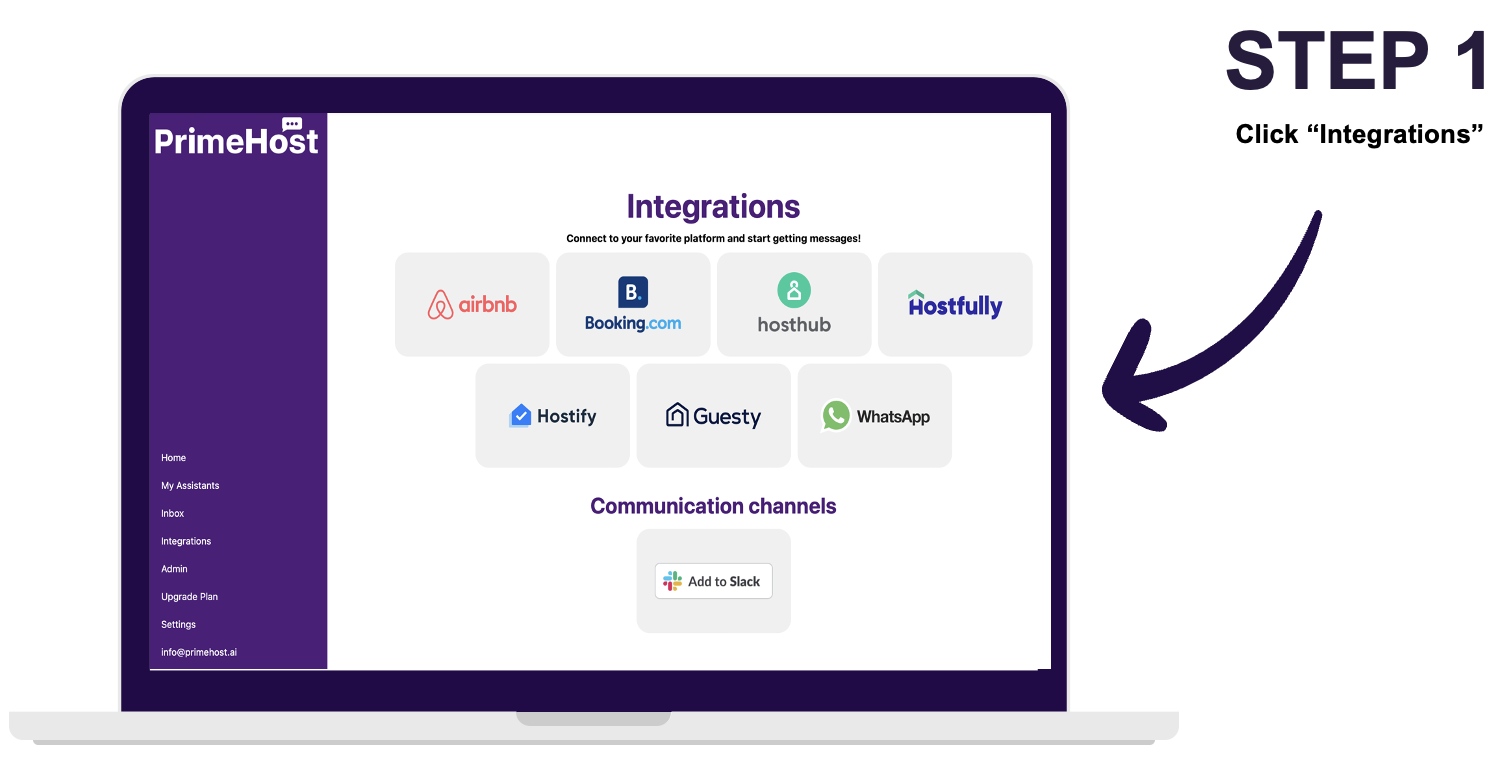 STEP 1
Click “Integrations”
PrimeHost
Home
My Assistants
Inbox
Integrations
Admin
Upgrade Plan
Settings
info@primehost.ai
Integrations
Connect to your favorite platform and start getting messages!
airbnb
B.
Booking.com
hosthub
Hostfully
Hostify
Guesty
WhatsApp
Communication channels
Add to Slack